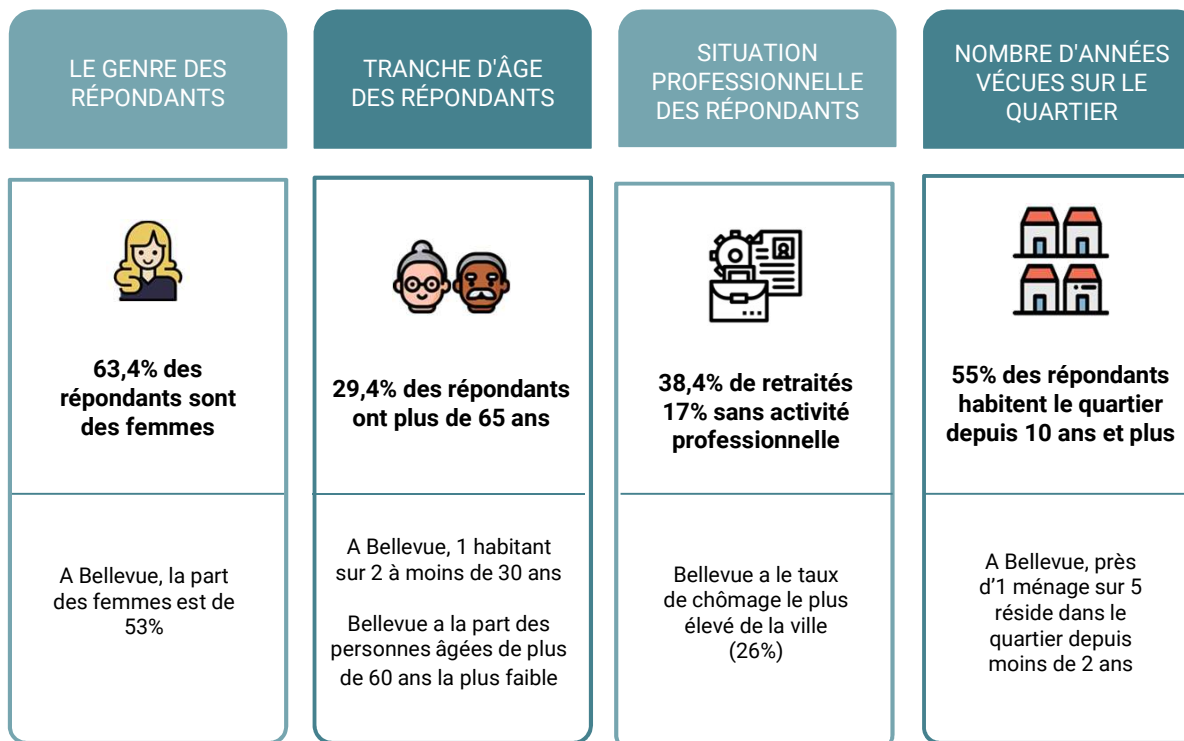 LE GENRE DES
RÉPONDANTS
TRANCHE D'ÂGE
DES RÉPONDANTS
SITUATION
PROFESSIONNELLE
DES RÉPONDANTS
NOMBRE D'ANNÉES
VÉCUES SUR LE
QUARTIER
63,4% des
répondants sont
des femmes
29,4% des répondants
ont plus de 65 ans
38,4% de retraités
17% sans activité
professionnelle
55% des répondants
habitent le quartier
depuis 10 ans et plus
A Bellevue, la part
des femmes est de
53%
A Bellevue, 1 habitant
sur 2 à moins de 30 ans
Bellevue a la part des
personnes âgées de plus
de 60 ans la plus faible
Bellevue a le taux
de chômage le plus
élevé de la ville
(26%)
A Bellevue, près
d'1 ménage sur 5
réside dans le
quartier depuis
moins de 2 ans